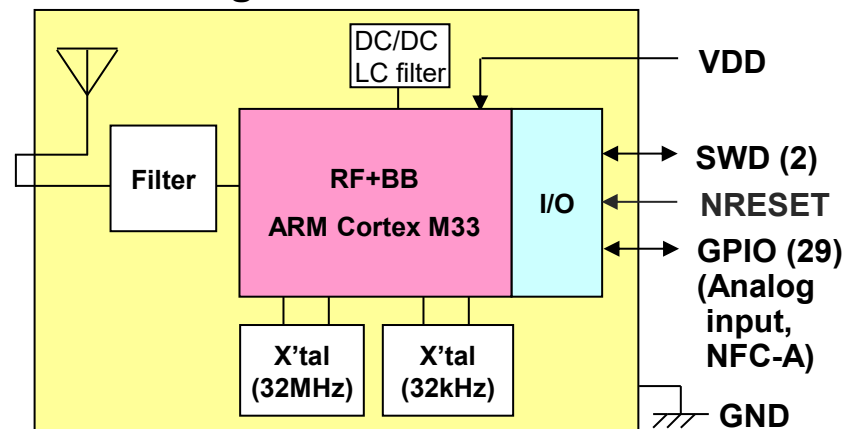 DC/DC
LC filter
VDD
Filter
RF+BB
ARM Cortex M33
I/O
SWD (2)
NRESET
GPIO (29)
(Analog
input,
NFC-A)
X'tal
(32MHz)
X'tal
(32kHz)
GND